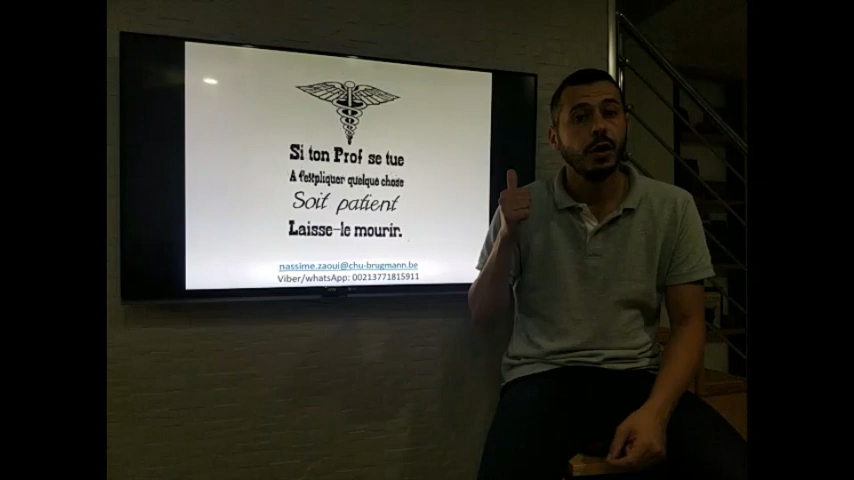 Si ton Prof se tue
A t'expliquer quelque chose
Soit patient
Laisse-le mourir.
nassime.zaoui@chu-brugmann.be
Viber/whatsApp: 00213771815911